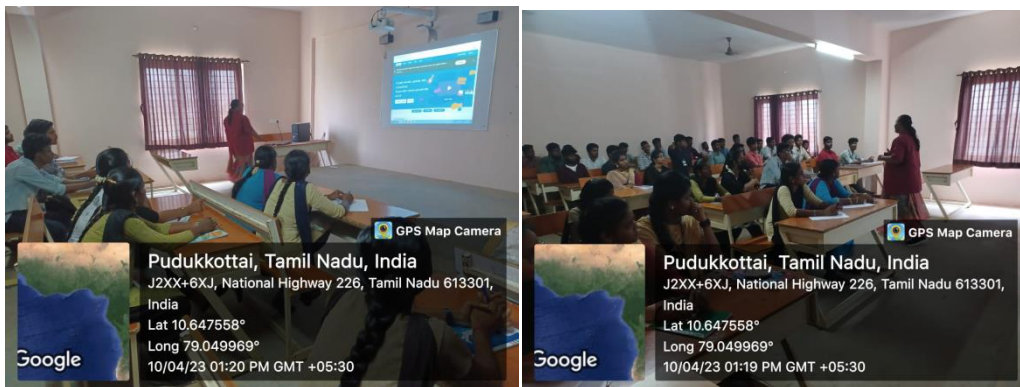 GPS Map Camera
Pudukkottai, Tamil Nadu, India
J2XX+6XJ, National Highway 226, Tamil Nadu 613301,
India
Lat 10.647558°
Long 79.049969°
10/04/23 01:20 PM GMT +05:30
Google
GPS Map Camera
Pudukkottai, Tamil Nadu, India
J2XX+6XJ, National Highway 226, Tamil Nadu 613301,
India
Lat 10.647558°
Long 79.049969°
10/04/23 01:19 PM GMT +05:30
Google